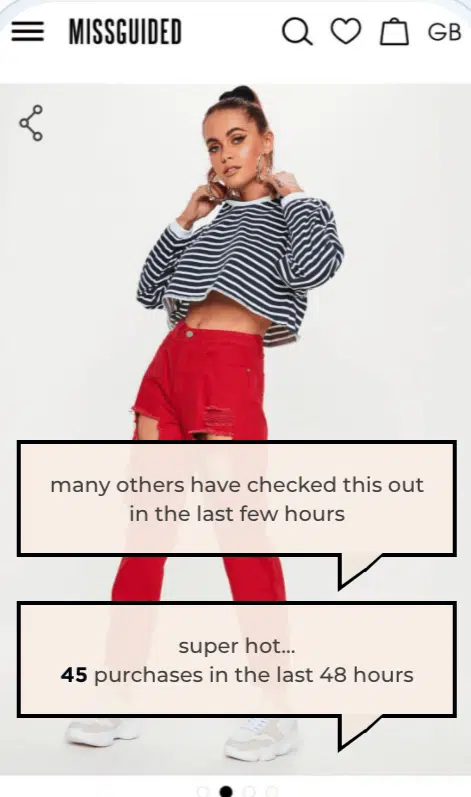 MISSGUIDED GB
many others have checked this out
in the last few hours
super hot...
45 purchases in the last 48 hours